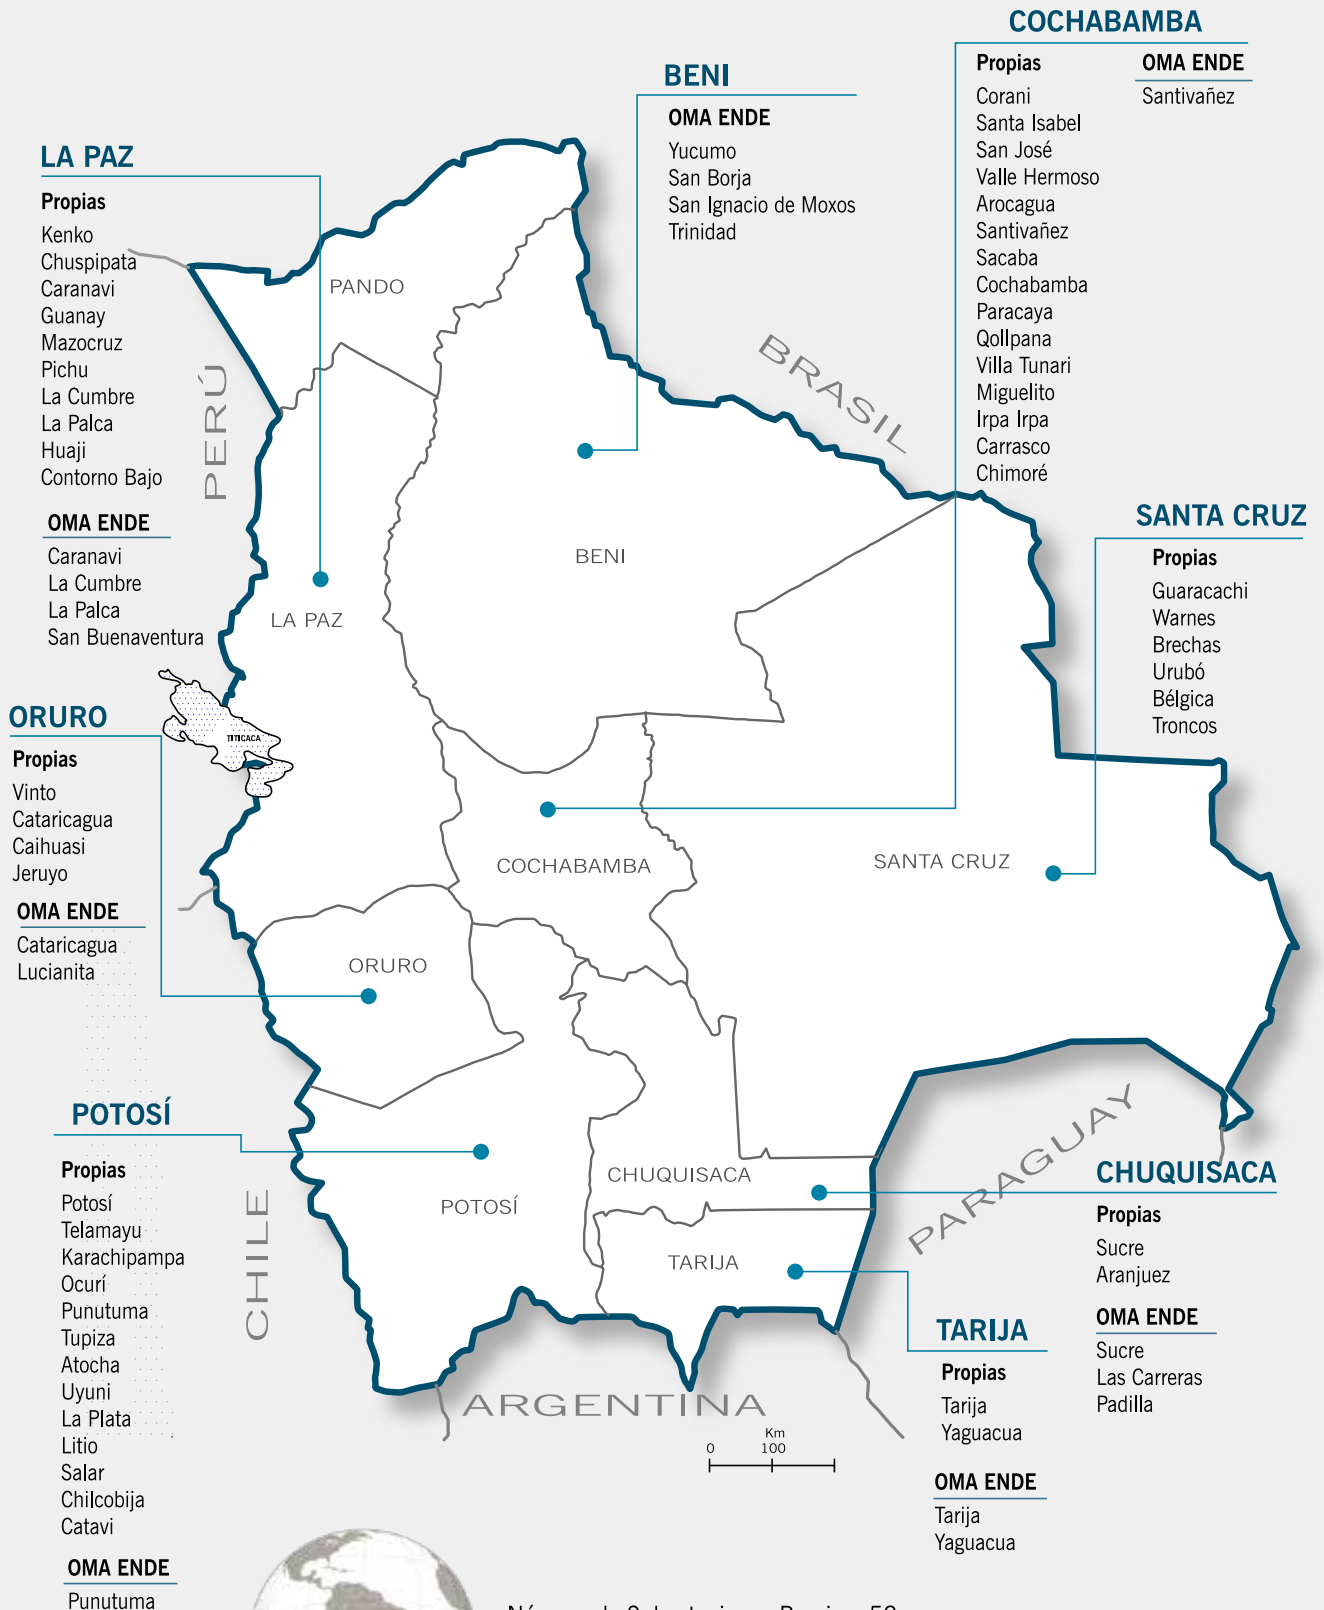 COCHABAMBA
Propias
Corani
Santa Isabel
San José
Valle Hermoso
Arocagua
Santivañez
Sacaba
Cochabamba
Paracaya
Qollpana
Villa Tunari
Miguelito
Irpa Irpa
Carrasco
Chimoré
OMA ENDE
Santivañez
BENI
OMA ENDE
Yucumo
San Borja
San Ignacio de Moxos
Trinidad
LA PAZ
Propias
Kenko
Chuspipata
Caranavi
Guanay
Mazocruz
Pichu
La Cumbre
La Palca
Huaji
Contorno Bajo
OMA ENDE
Caranavi
La Cumbre
La Palca
San Buenaventura
PANDO
PERÚ
BRASIL
BENI
LA PAZ
TITICACA
SANTA CRUZ
Propias
Guaracachi
Warnes
Brechas
Urubó
Bélgica
Troncos
ORURO
Propias
Vinto
Cataricagua
Caihuasi
Jeruyo
OMA ENDE
Cataricagua
Lucianita
COCHABAMBA
SANTA CRUZ
ORURO
POTOSÍ
Propias
Potosí
Telamayu
Karachipampa
Ocurí
Punutuma
Tupiza
Atocha
Uyuni
La Plata
Litio
Salar
Chilcobija
Catavi
OMA ENDE
Punutuma
CHILE
POTOSÍ
CHUQUISACA
TARIJA
PARAGUAY
ARGENTINA
Km
0 100
CHUQUISACA
Propias
Sucre
Aranjuez
OMA ENDE
Sucre
Las Carreras
Padilla
TARIJA
Propias
Tarija
Yaguacua
OMA ENDE
Tarija
Yaguacua